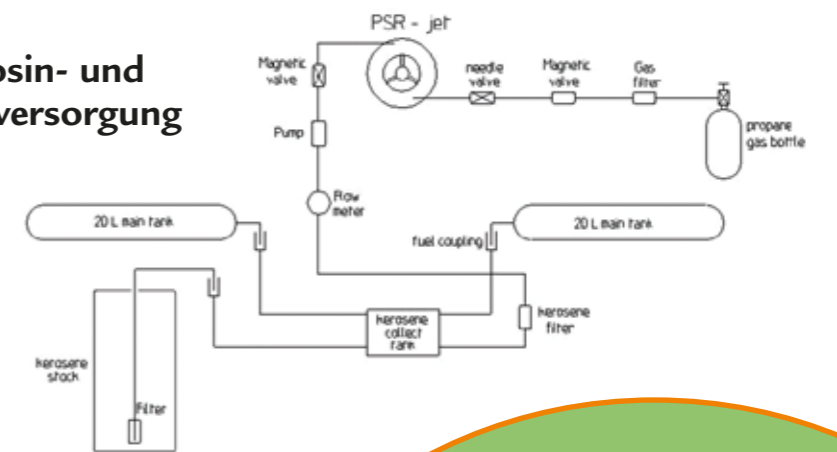 PSR - jet
osin- und
versorgung
Magnetic
valve
needle
valve
Magnetic
valve
Gas
filter
propane
gas bottle
Pump
Flow
meter
20 L main tank
fuel coupling
20 L main tank
kerosene
collect
tank
kerosene
filter
kerosene
stock
Filter